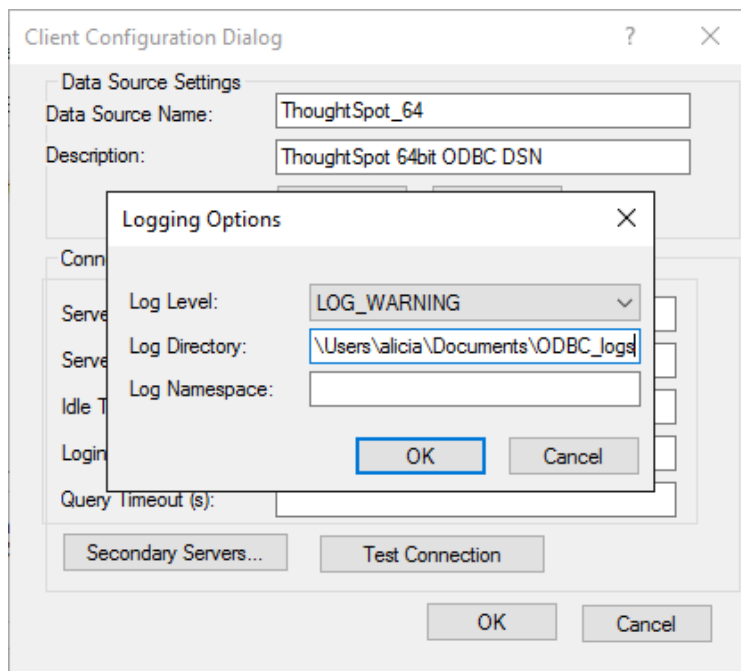 Client Configuration Dialog
Data Source Settings
Data Source Name: ThoughtSpot_64
Description: ThoughtSpot 64bit ODBC DSN
Logging Options
Log Level: LOG_WARNING
Log Directory: \Users\alicia\Documents\ODBC_logs
Log Namespace:
Query Timeout (s):
OK Cancel
Secondary Servers... Test Connection
OK Cancel